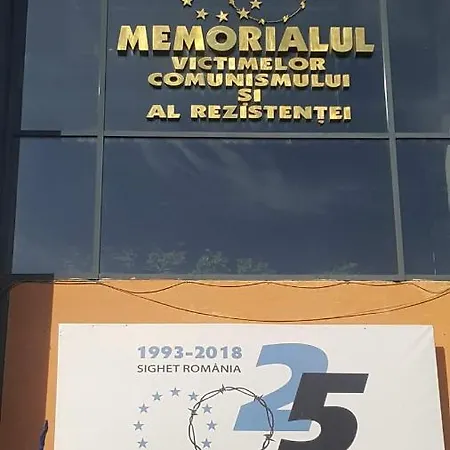 MEMORIALUL
VICTIMELOR
COMUNISMULUI
ȘI
AL REZISTENȚEI
1993-2018
SIGHET ROMÂNIA
25